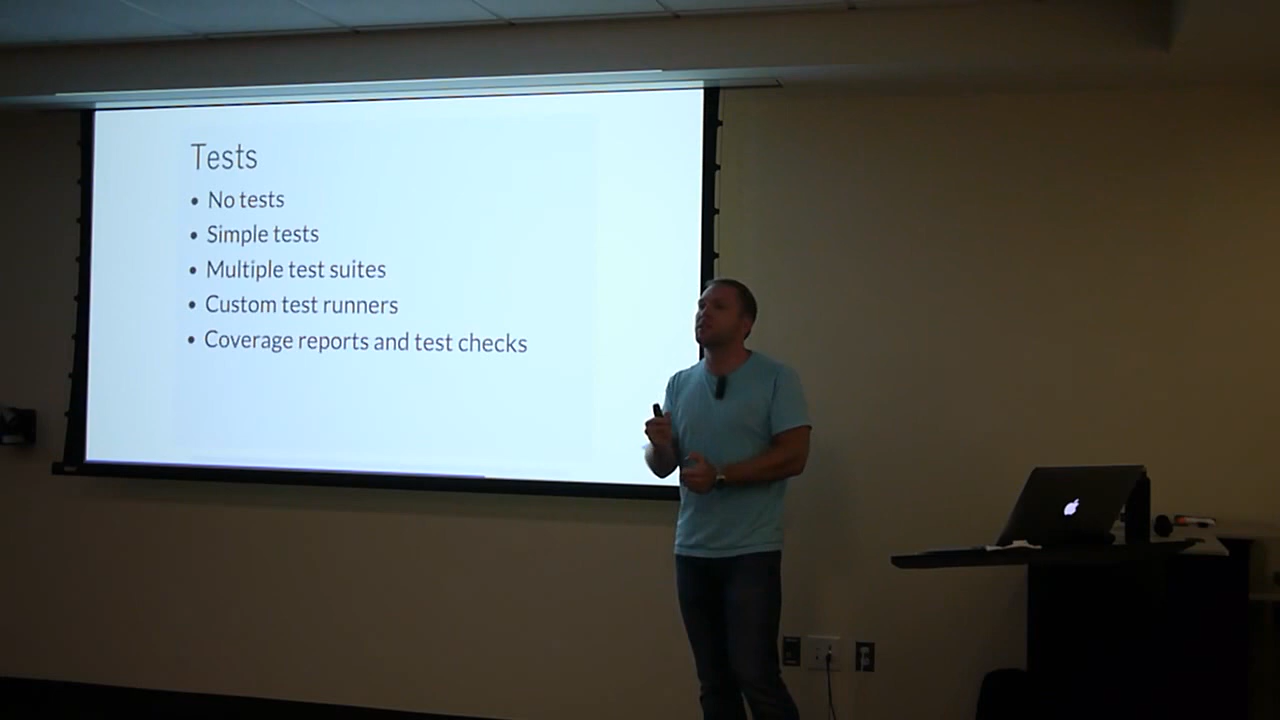 Tests
• No tests
• Simple tests
• Multiple test suites
• Custom test runners
• Coverage reports and test checks